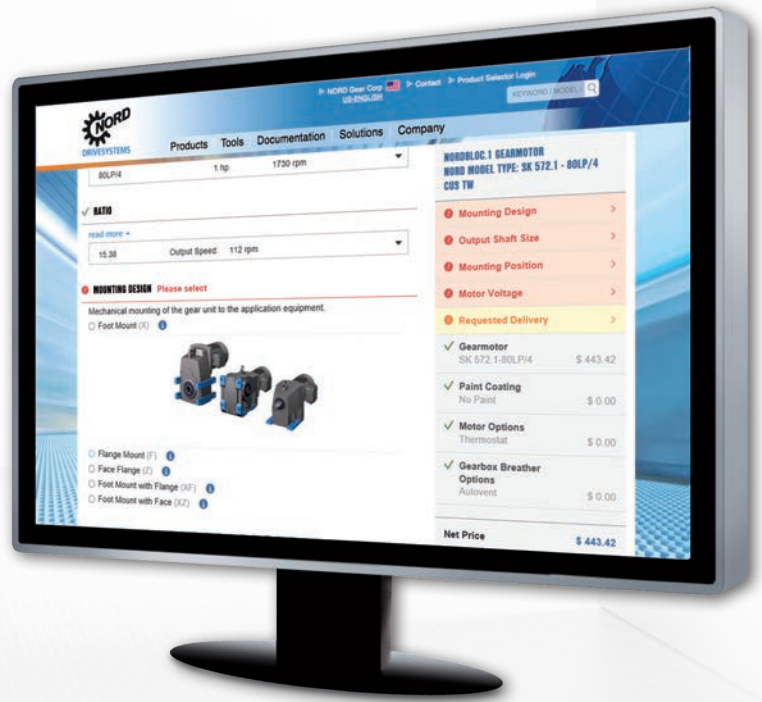 NORD Gear Corp
US-ENGLISH
Contact
Product Selector Login
KEYWORD / MODEL
NORD
DRIVESYSTEMS
Products Tools Documentation Solutions Company
80LP/4 1 hp 1730 rpm
RATIO
read more
15.38 Output Speed: 112 rpm
MOUNTING DESIGN Please select
Mechanical mounting of the gear unit to the application equipment.
Foot Mount (X)
Flange Mount (F)
Face Flange (Z)
Foot Mount with Flange (XF)
Foot Mount with Face (XZ)
NORDBLOC.1 GEARMOTOR
NORD MODEL TYPE: SK 572.1 - 80LP/4
CUS TW
Mounting Design
Output Shaft Size
Mounting Position
Motor Voltage
Requested Delivery
Gearmotor
SK 572.1-80LP/4 $ 443.42
Paint Coating
No Paint $ 0.00
Motor Options
Thermostat $ 0.00
Gearbox Breather
Options
Autovent $ 0.00
Net Price $ 443.42